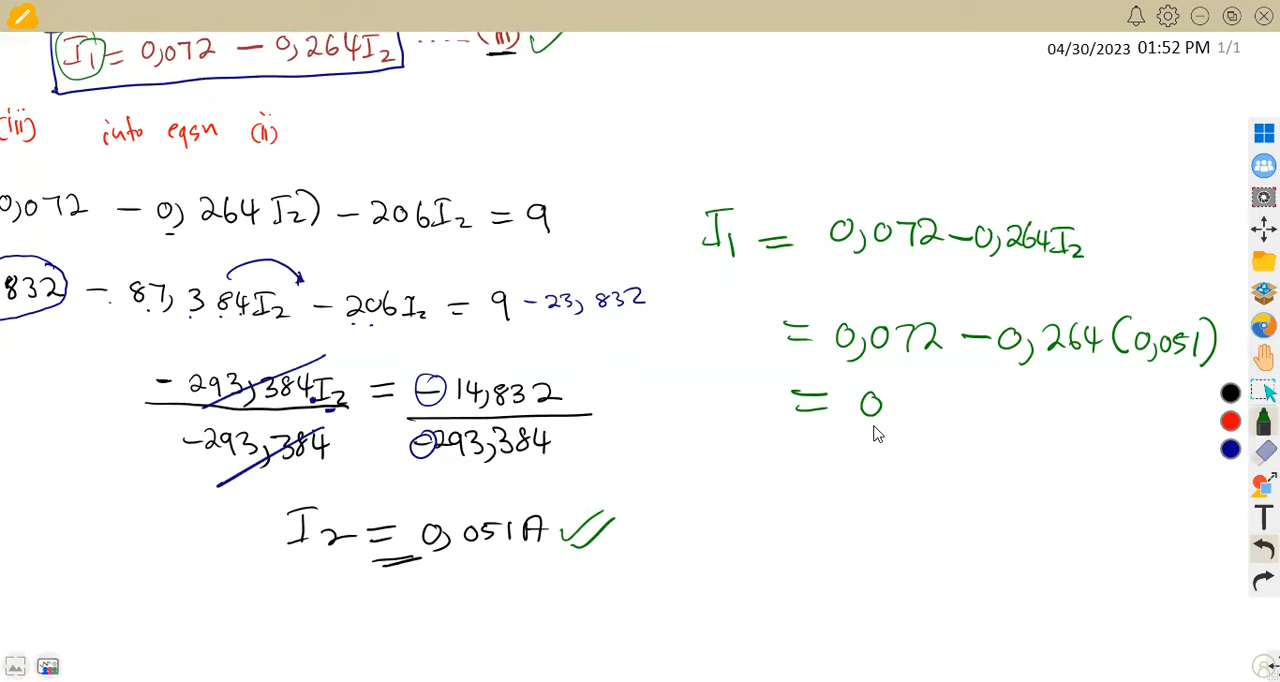 04/30/2023 01:52 PM 1/1
I1 = 0,072 - 0,264I2 ..... (iii) ✓
(iii) into eqsn (ii)
0,072 - 0,264 I2) - 206I2 = 9
832 - 87,384I2 - 206I2 = 9 - 23,832
- 293,384I2 = - 14,832
-293,384 -293,384
I2 = 0,051A ✓✓
I1 = 0,072 - 0,264I2
= 0,072 - 0,264(0,051)
= 0
T